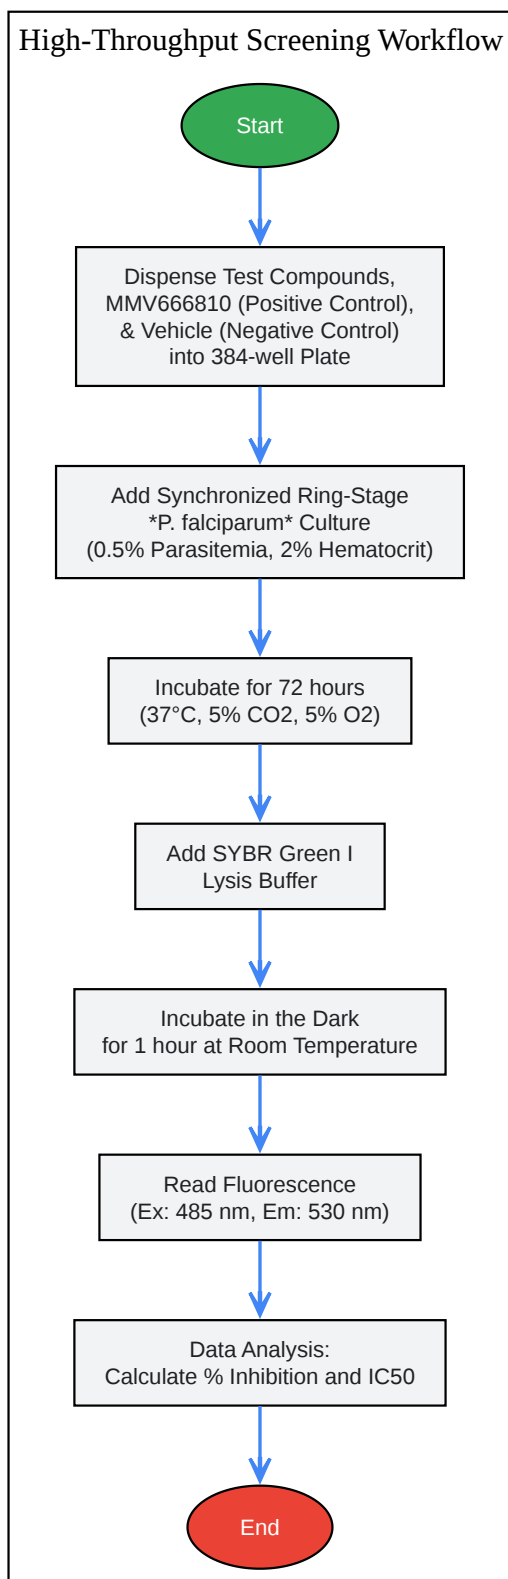 High-Throughput Screening Workflow
Start
Dispense Test Compounds,
MMV666810 (Positive Control),
& Vehicle (Negative Control)
into 384-well Plate
Add Synchronized Ring-Stage
*P. falciparum* Culture
(0.5% Parasitemia, 2% Hematocrit)
Incubate for 72 hours
(37°C, 5% CO2, 5% O2)
Add SYBR Green I
Lysis Buffer
Incubate in the Dark
for 1 hour at Room Temperature
Read Fluorescence
(Ex: 485 nm, Em: 530 nm)
Data Analysis:
Calculate % Inhibition and IC50
End